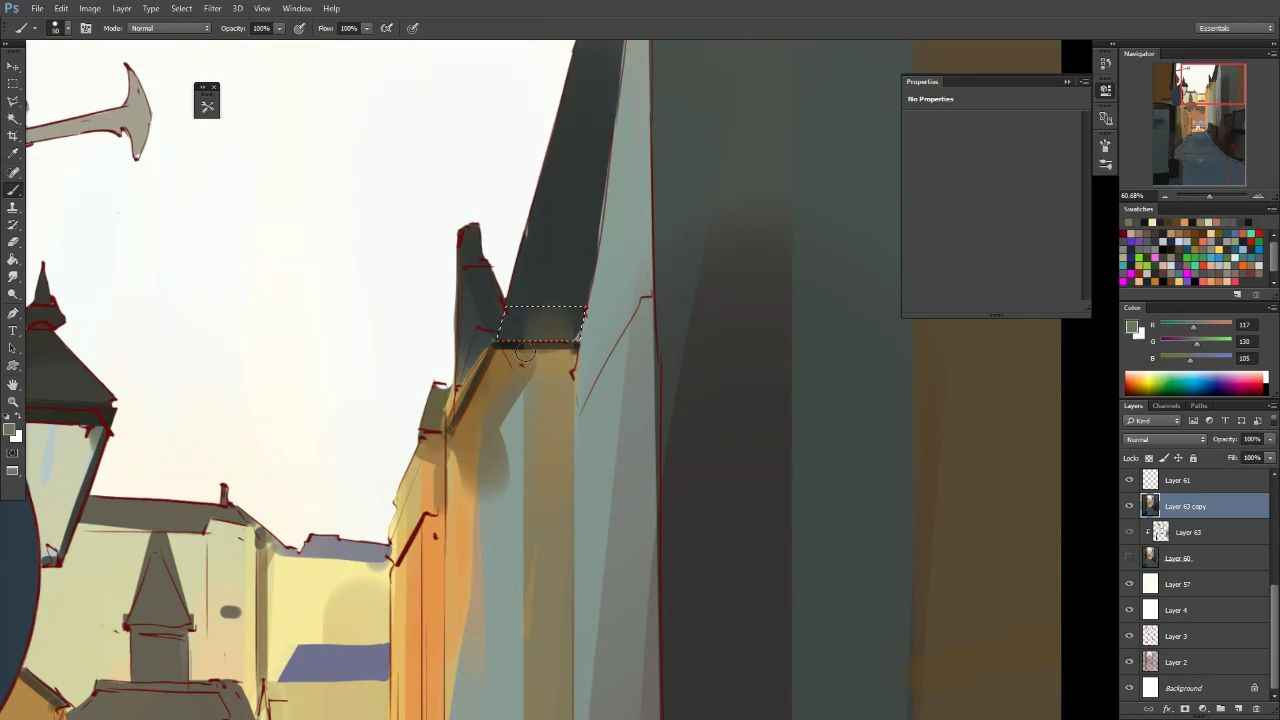 Ps File Edit Image Layer Type Select Filter 3D View Window Help
50 Mode: Normal Opacity: 100% Flow: 100% Essentials
Navigator
Properties
No Properties
60.68%
Swatches
Color
R 117
G 130
B 105
Layers Channels Paths
Kind
Normal Opacity: 100%
Lock: Fill: 100%
Layer 61
Layer 63 copy
Layer 63
Layer 60
Layer 57
Layer 4
Layer 3
Layer 2
Background
fx